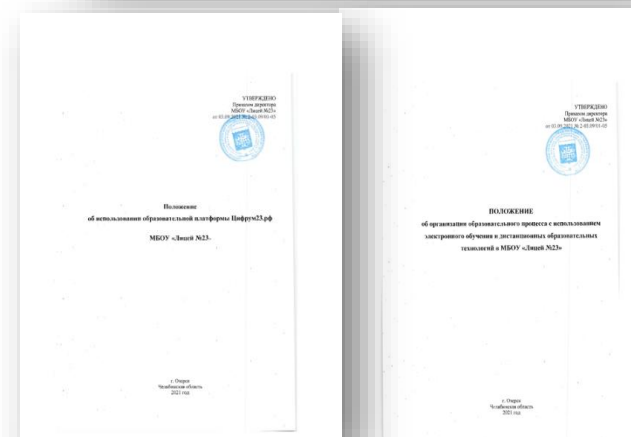 УТВЕРЖДЕНО
Приказом директора
МБОУ «Лицей №23»
Положение
об использовании образовательной платформы Цифрум23.рф
МБОУ «Лицей №23»
г. Озерск
Челябинская область
2021 год
УТВЕРЖДЕНО
Приказом директора
МБОУ «Лицей №23»
ПОЛОЖЕНИЕ
об организации образовательного процесса с использованием
электронного обучения и дистанционных образовательных
технологий в МБОУ «Лицей №23»
г. Озерск
Челябинская область
2021 год